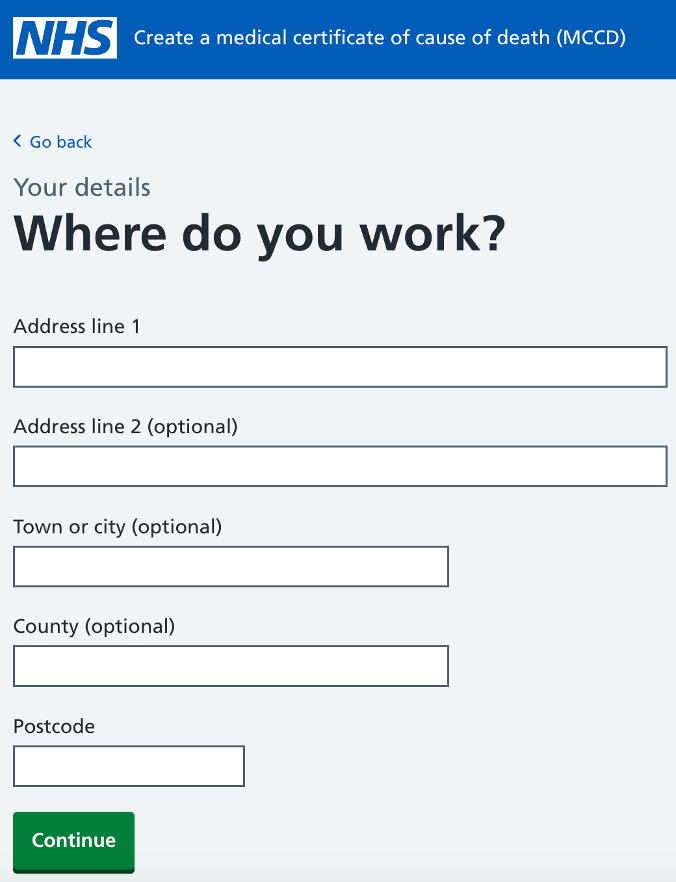 NHS
Create a medical certificate of cause of death (MCCD)
Go back
Your details
Where do you work?
Address line 1
Address line 2 (optional)
Town or city (optional)
County (optional)
Postcode
Continue